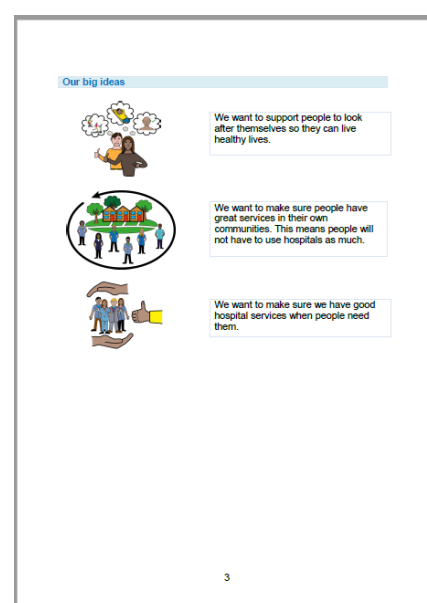 Our big ideas
We want to support people to look
after themselves so they can live
healthy lives.
We want to make sure people have
great services in their own
communities. This means people will
not have to use hospitals as much.
We want to make sure we have good
hospital services when people need
them.
3